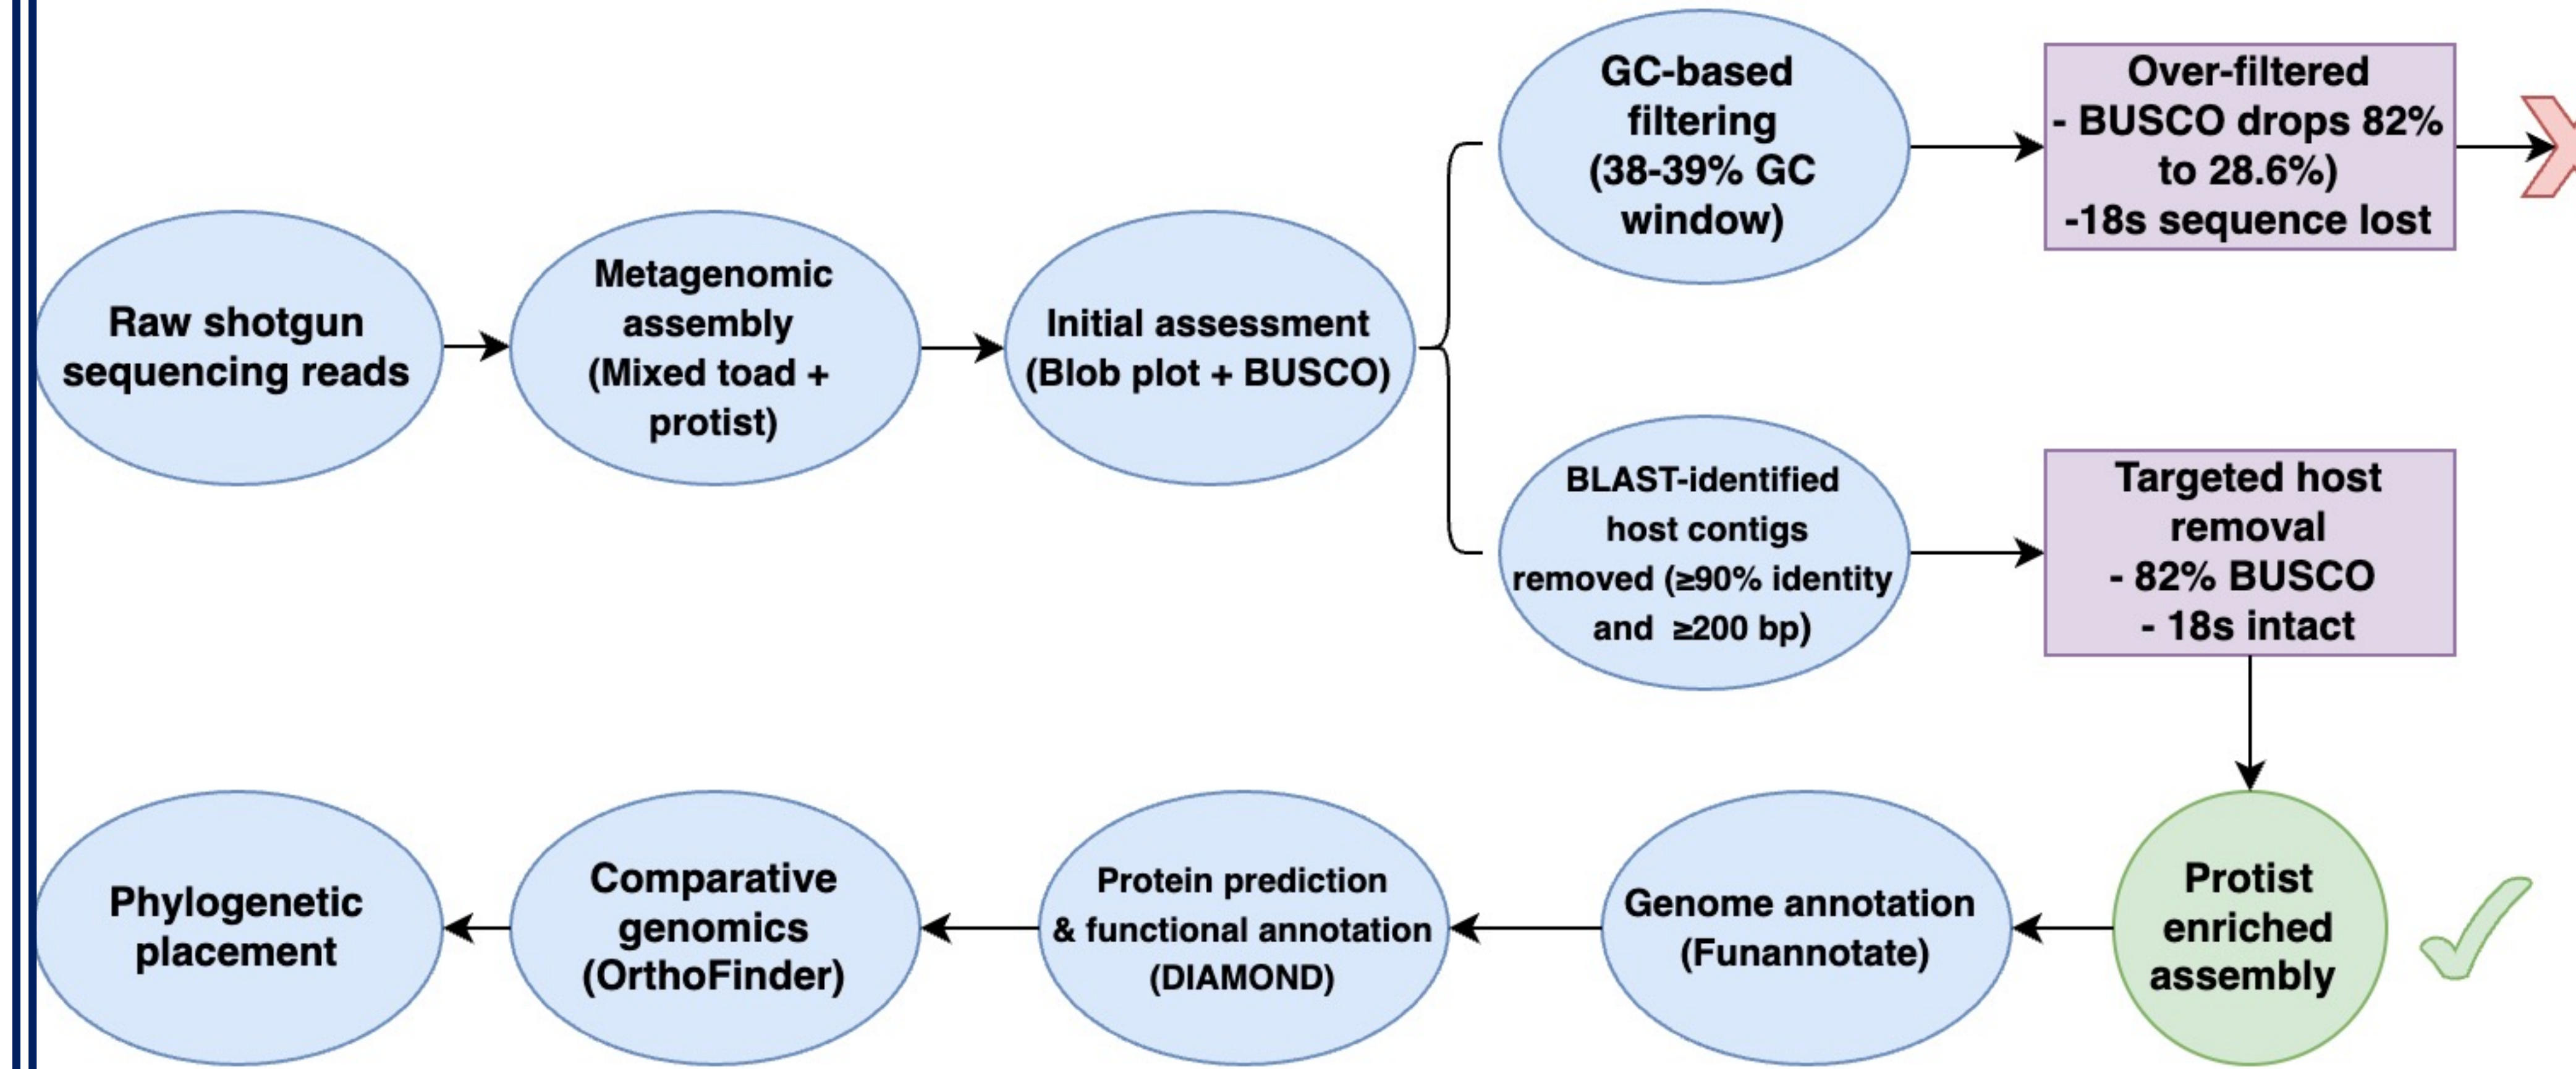 Raw shotgun
sequencing reads
Metagenomic
assembly
(Mixed toad +
protist)
Initial assessment
(Blob plot + BUSCO)
GC-based
filtering
(38-39% GC
window)
Over-filtered
- BUSCO drops 82%
to 28.6%)
-18s sequence lost
BLAST-identified
host contigs
removed (≥90% identity
and ≥200 bp)
Targeted host
removal
- 82% BUSCO
- 18s intact
Protist
enriched
assembly
Genome annotation
(Funannotate)
Protein prediction
& functional annotation
(DIAMOND)
Comparative
genomics
(OrthoFinder)
Phylogenetic
placement